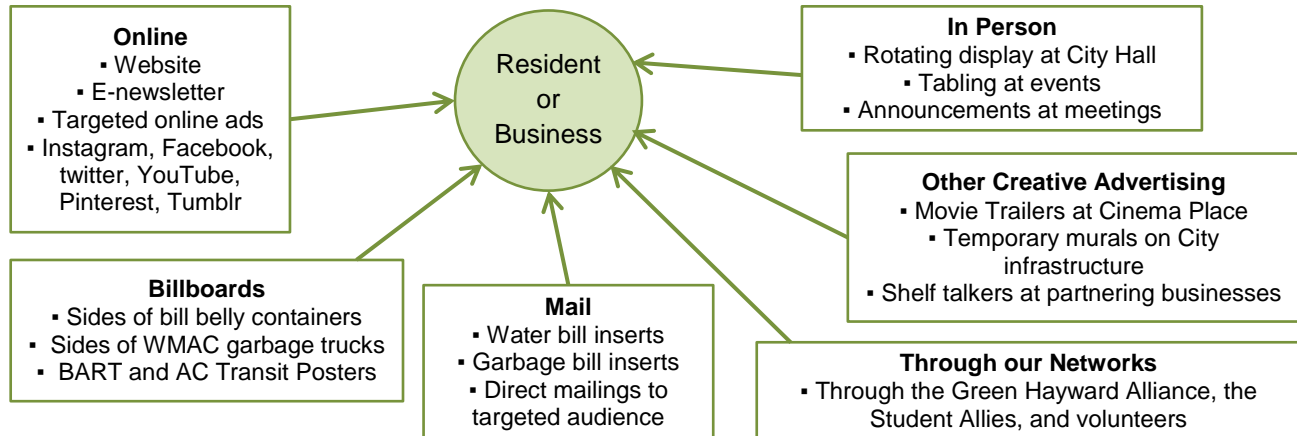 Online
▪ Website
▪ E-newsletter
▪ Targeted online ads
▪ Instagram, Facebook,
twitter, YouTube,
Pinterest, Tumblr
Resident
or
Business
In Person
▪ Rotating display at City Hall
▪ Tabling at events
▪ Announcements at meetings
Other Creative Advertising
▪ Movie Trailers at Cinema Place
▪ Temporary murals on City
infrastructure
▪ Shelf talkers at partnering businesses
Billboards
▪ Sides of bill belly containers
▪ Sides of WMAC garbage trucks
▪ BART and AC Transit Posters
Mail
▪ Water bill inserts
▪ Garbage bill inserts
▪ Direct mailings to
targeted audience
Through our Networks
▪ Through the Green Hayward Alliance, the
Student Allies, and volunteers